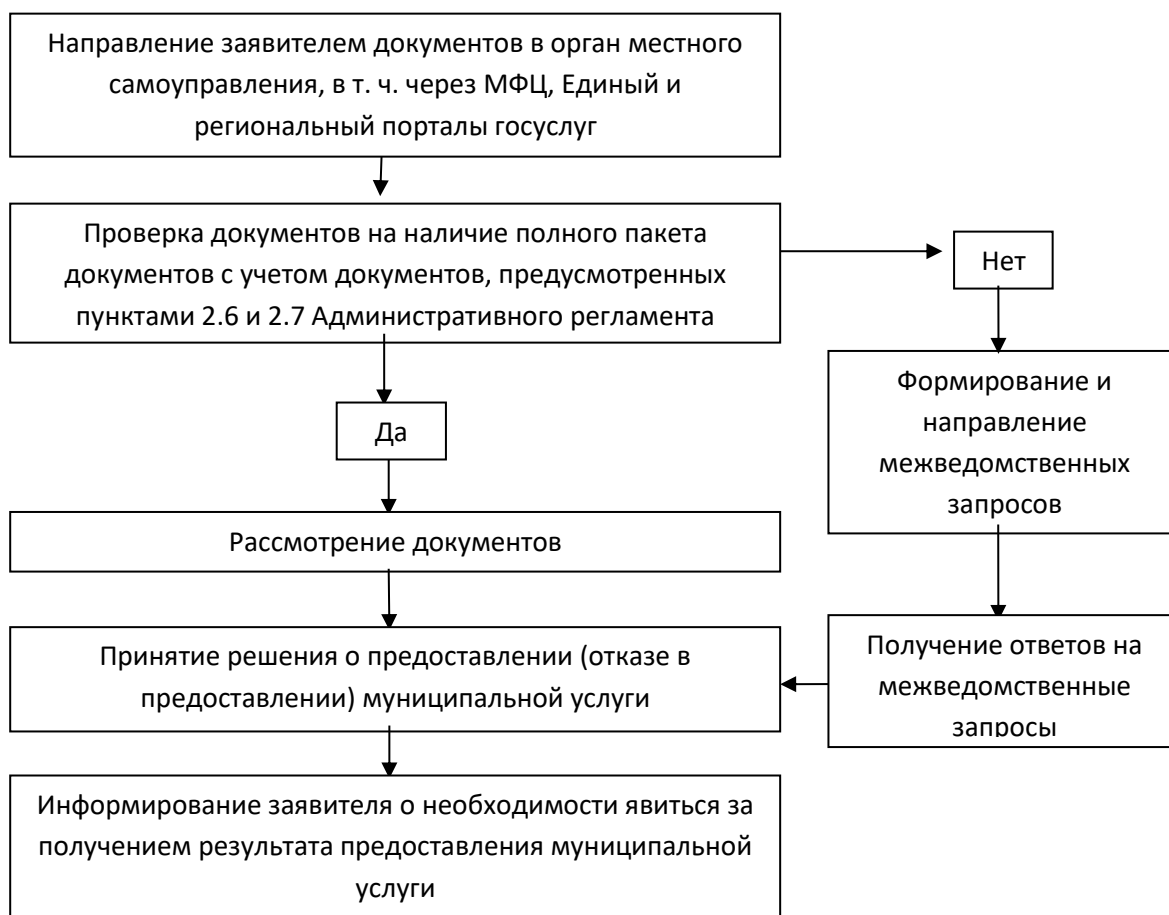 Направление заявителем документов в орган местного
самоуправления, в т. ч. через МФЦ, Единый и
региональный порталы госуслуг
Проверка документов на наличие полного пакета
документов с учетом документов, предусмотренных
пунктами 2.6 и 2.7 Административного регламента
Нет
Формирование и
направление
межведомственных
запросов
Да
Рассмотрение документов
Получение ответов на
межведомственные
запросы
Принятие решения о предоставлении (отказе в
предоставлении) муниципальной услуги
Информирование заявителя о необходимости явиться за
получением результата предоставления муниципальной
услуги